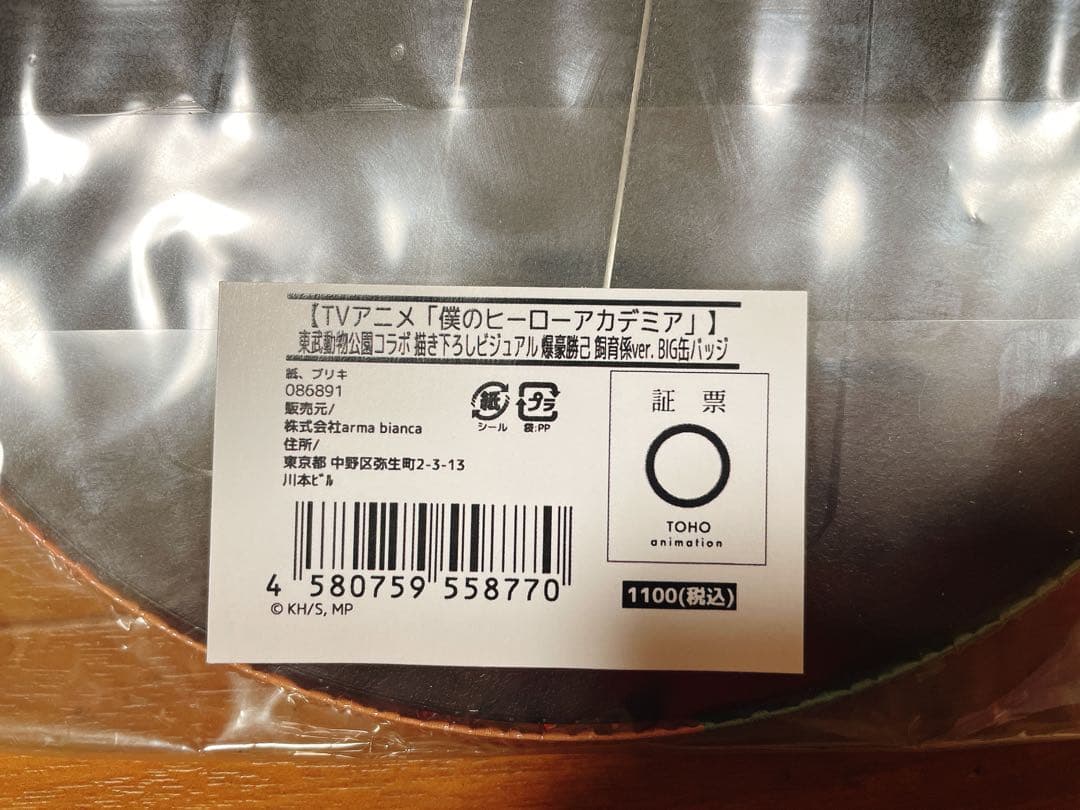 【TVアニメ「僕のヒーローアカデミア」】
東武動物公園コラボ 描き下ろしビジュアル 爆豪勝己 飼育係ver. BIG缶バッジ
紙、ブリキ
086891
販売元/
株式会社arma bianca
住所/
東京都 中野区弥生町2-3-13
川本ﾋﾞﾙ
紙
シール
プラ
袋:PP
証票
TOHO
animation
4 580759 558770
1100(税込)
© KH/S, MP